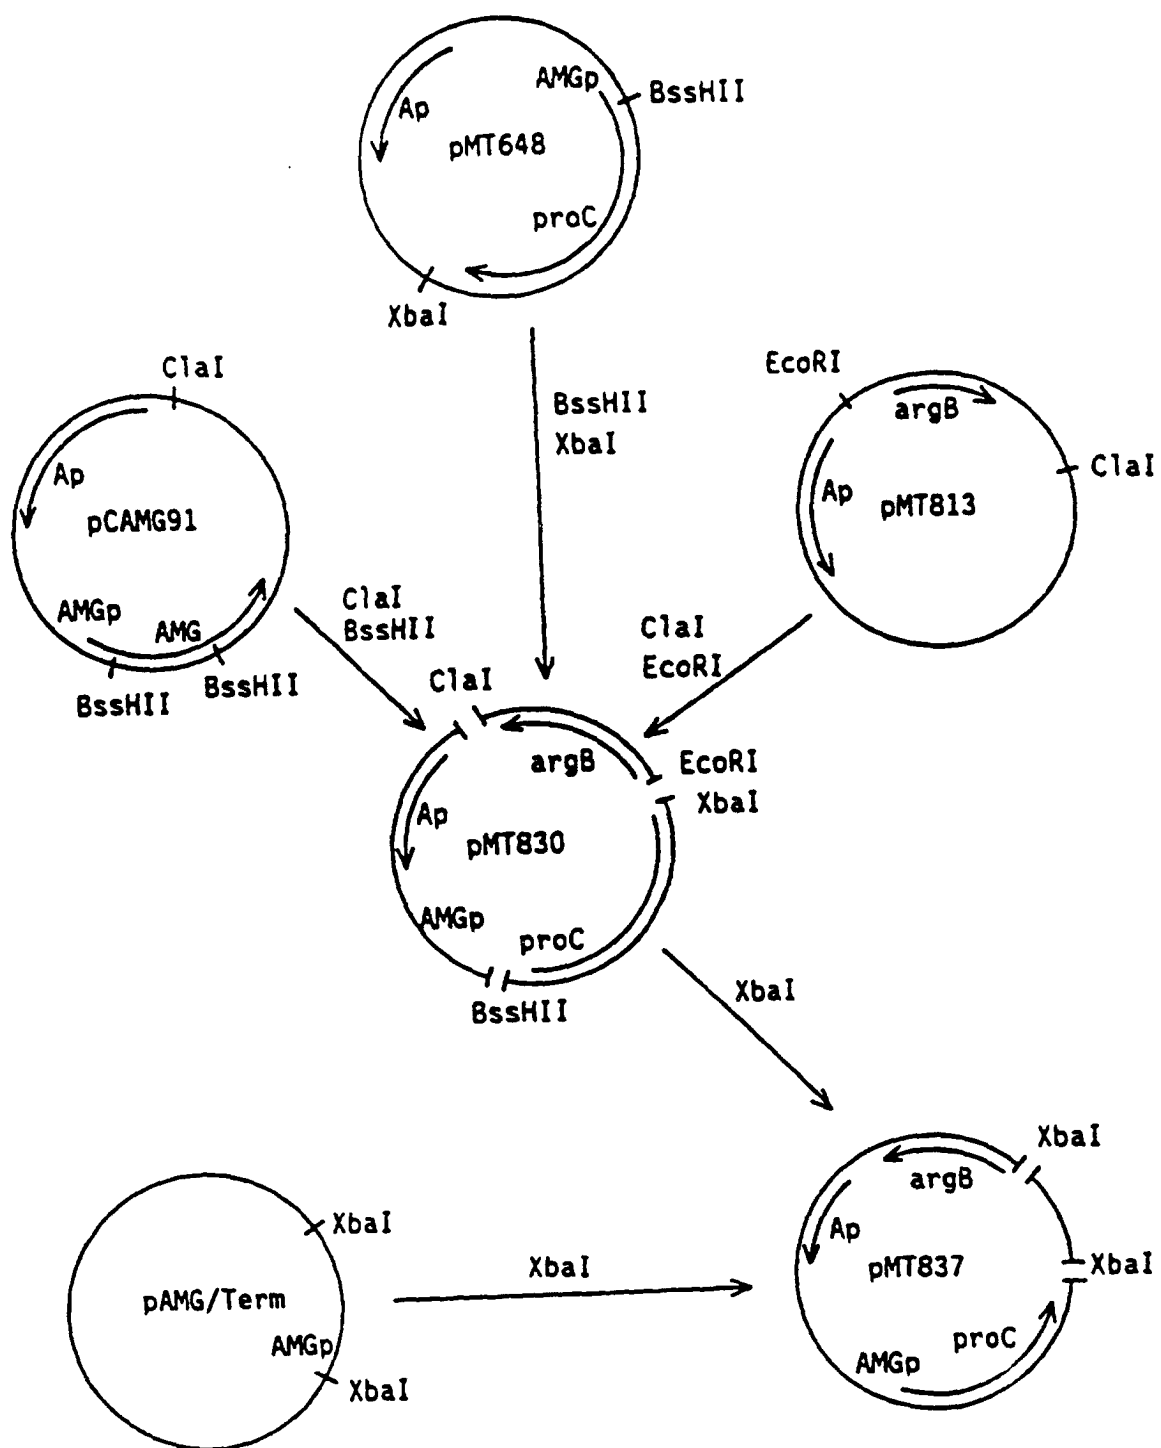 AMGp
BssHII
Ap
pMT648
proC
XbaI
ClaI
Ap
pCAMG91
AMGp
AMG
BssHII
BssHII
BssHII
XbaI
EcoRI
argB
ClaI
Ap
pMT813
ClaI
BssHII
ClaI
EcoRI
ClaI
argB
EcoRI
XbaI
Ap
pMT830
AMGp
proC
BssHII
XbaI
XbaI
argB
Ap
pMT837
XbaI
proC
AMGp
XbaI
pAMG/Term
AMGp
XbaI
XbaI